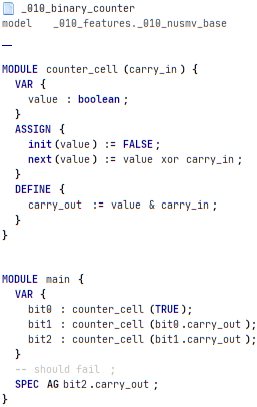 _010_binary_counter
model _010_features._010_nusmv_base
MODULE counter_cell (carry_in) {
VAR {
value : boolean ;
}
ASSIGN {
init(value) := FALSE;
next(value) := value xor carry_in;
}
DEFINE {
carry_out := value & carry_in;
}
}
MODULE main {
VAR {
bit0 : counter_cell (TRUE);
bit1 : counter_cell (bit0.carry_out );
bit2 : counter_cell (bit1.carry_out );
}
-- should fail ;
SPEC AG bit2.carry_out ;
}